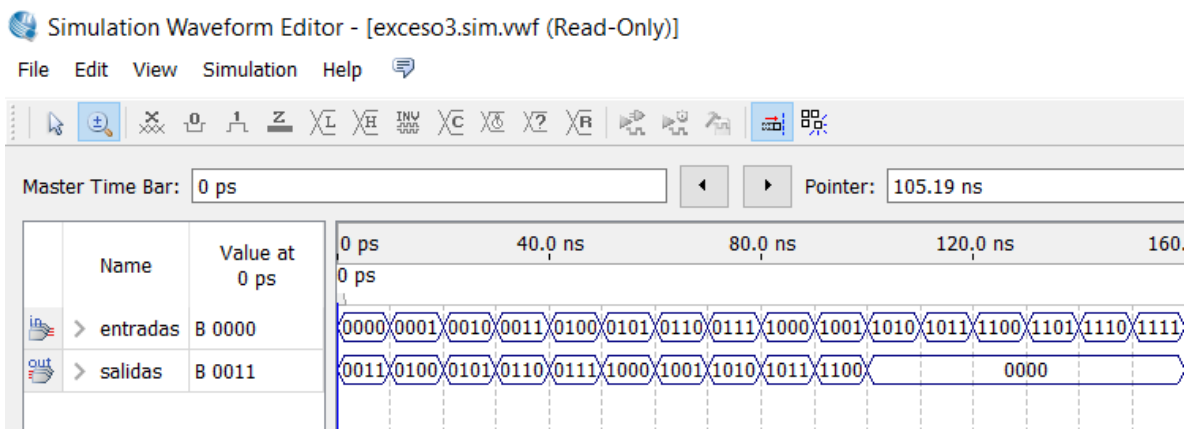 Simulation Waveform Editor - [exceso3.sim.vwf (Read-Only)]
File Edit View Simulation Help
Master Time Bar: 0 ps Pointer: 105.19 ns
Name Value at 0 ps
0 ps 40.0 ns 80.0 ns 120.0 ns 160.
0 ps
entradas B 0000 0000 0001 0010 0011 0100 0101 0110 0111 1000 1001 1010 1011 1100 1101 1110 1111
salidas B 0011 0011 0100 0101 0110 0111 1000 1001 1010 1011 1100 0000